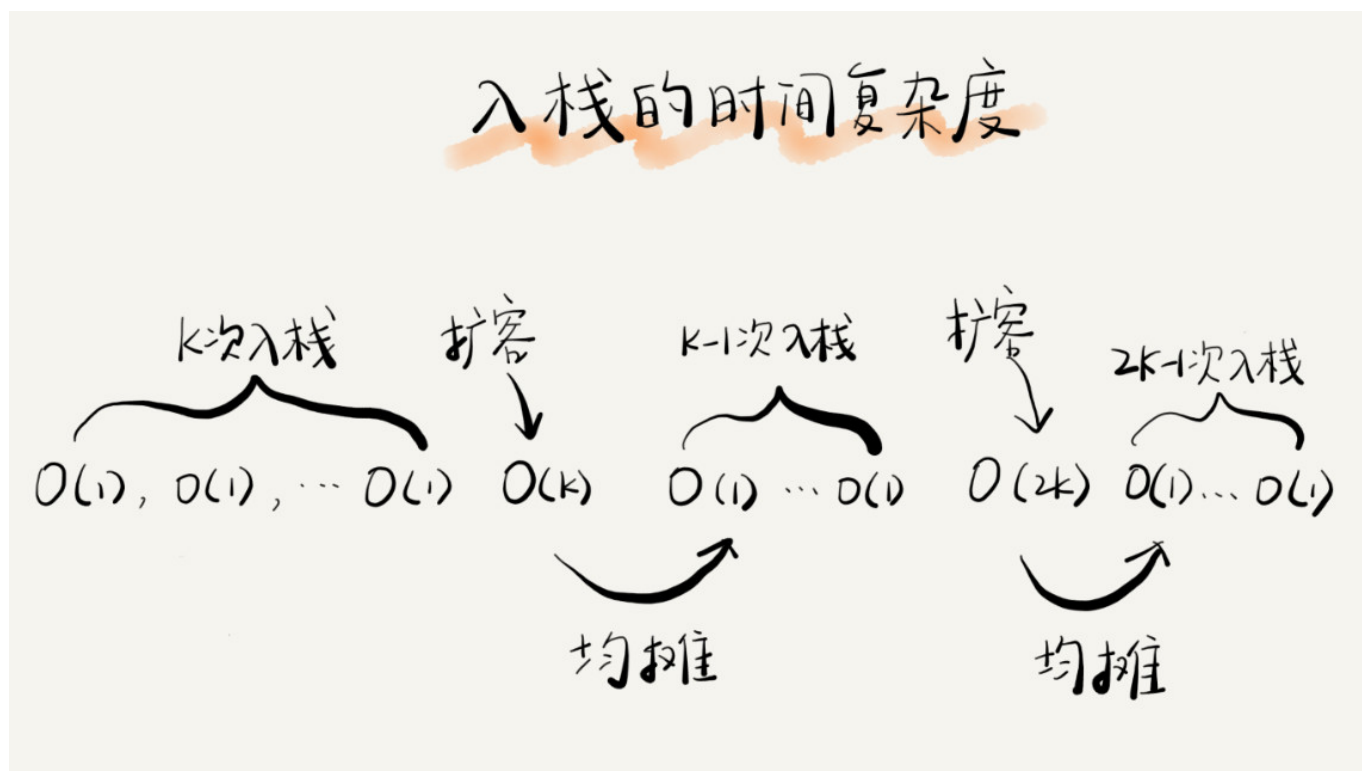 入栈的时间复杂度
K次入栈 扩容 K-1次入栈 扩容 2K-1次入栈
O(1), O(1), … O(1) O(K) O(1) … O(1) O(2K) O(1)… O(1)
均摊 均摊